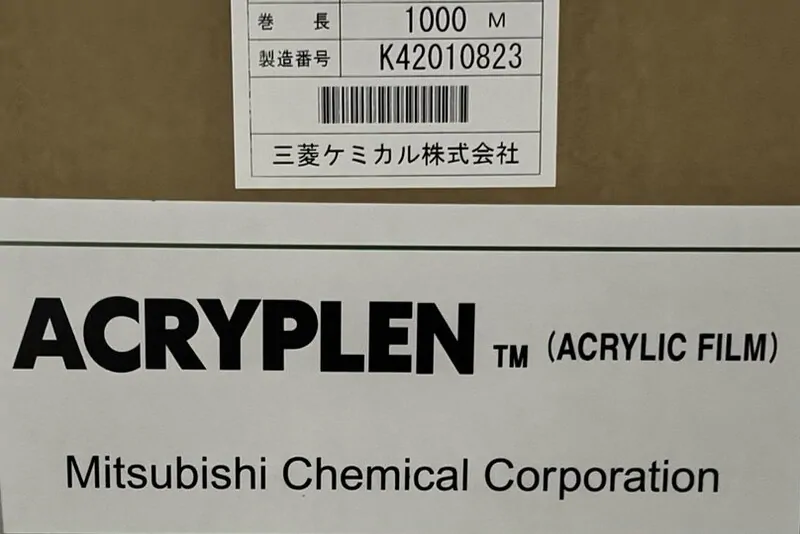 巻 長 1000 M
製造番号 K42010823
三菱ケミカル株式会社
ACRYPLEN TM (ACRYLIC FILM)
Mitsubishi Chemical Corporation